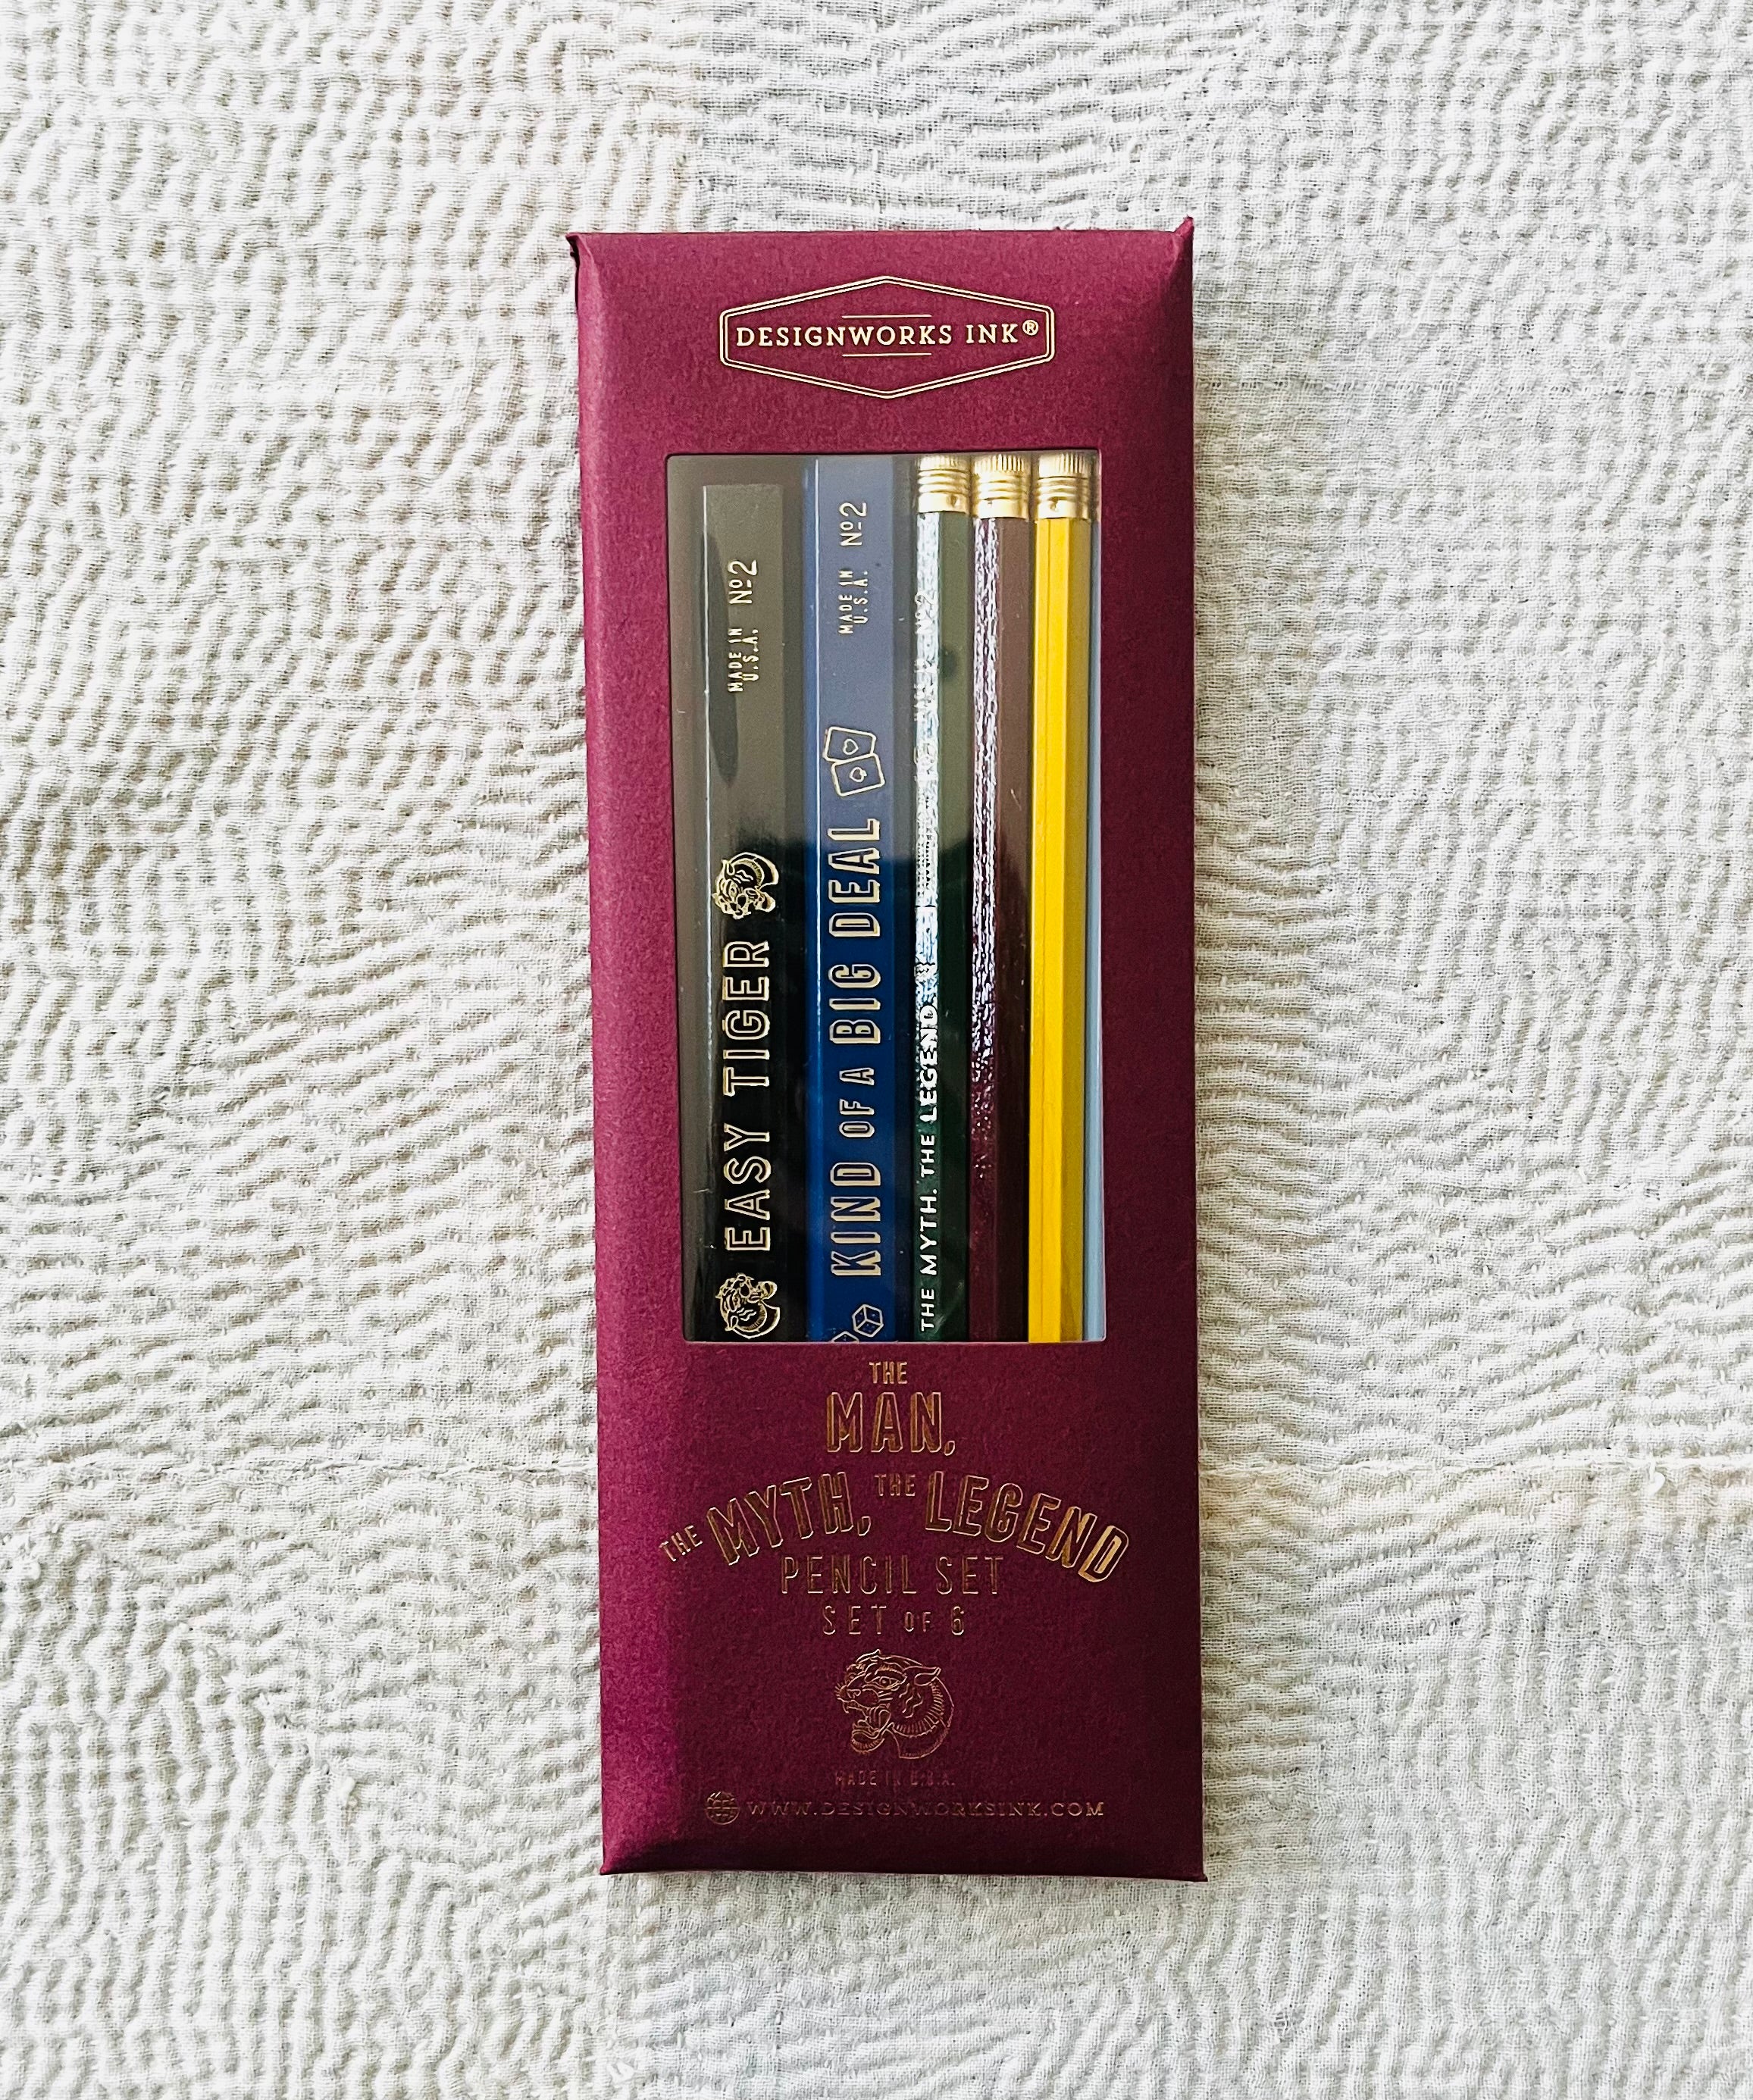 DESIGNWORKS INK®
EASY TIGER
MADE IN
U.S.A.
Nº2
KIND OF A BIG DEAL
MADE IN
U.S.A.
Nº2
THE MYTH. THE LEGEND
THE
MAN,
THE MYTH, THE LEGEND
PENCIL SET
SET OF 6
MADE IN U.S.A.
WWW.DESIGNWORKSINK.COM